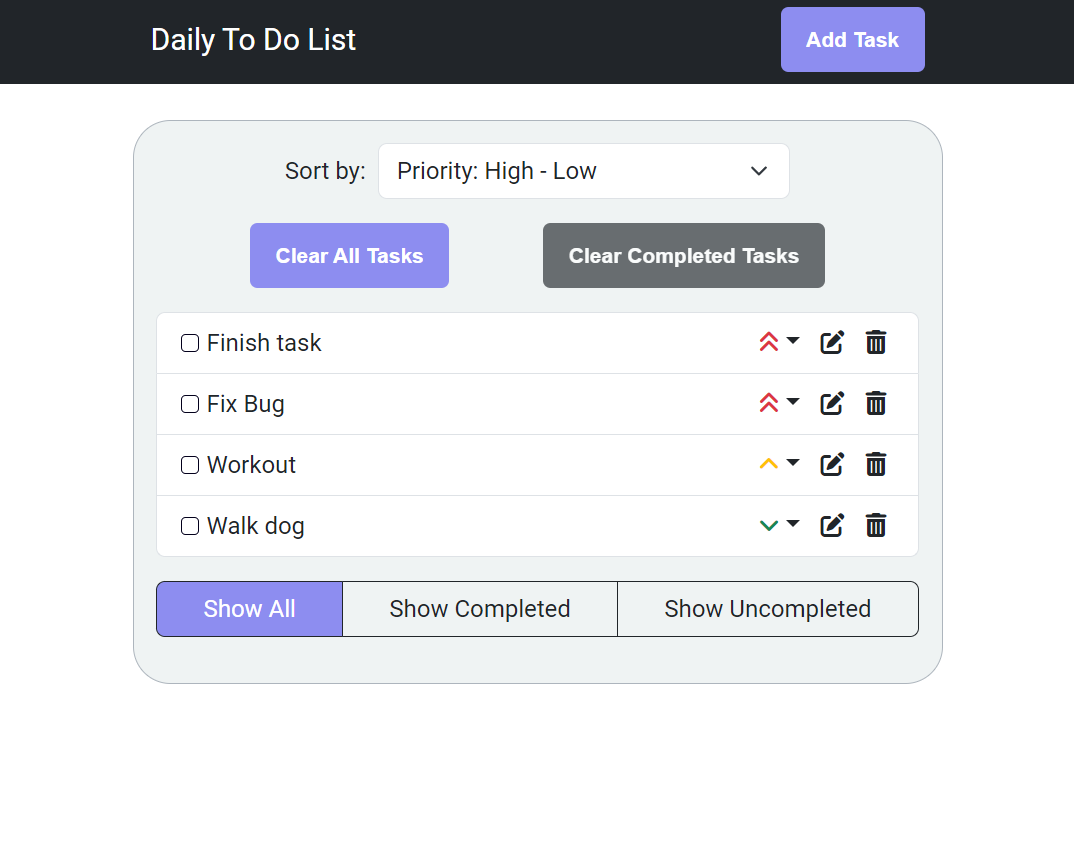 Daily To Do List
Add Task
Sort by: Priority: High - Low
Clear All Tasks Clear Completed Tasks
Finish task
Fix Bug
Workout
Walk dog
Show All Show Completed Show Uncompleted